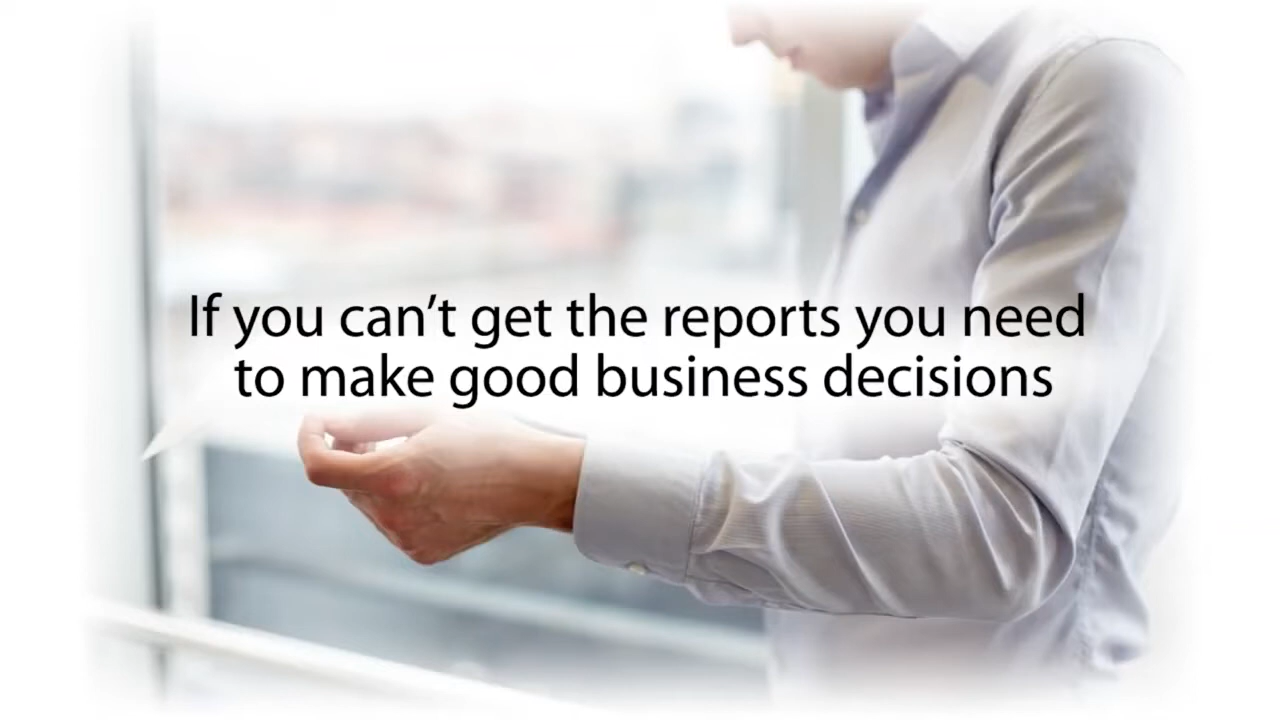 If you can’t get the reports you need
to make good business decisions